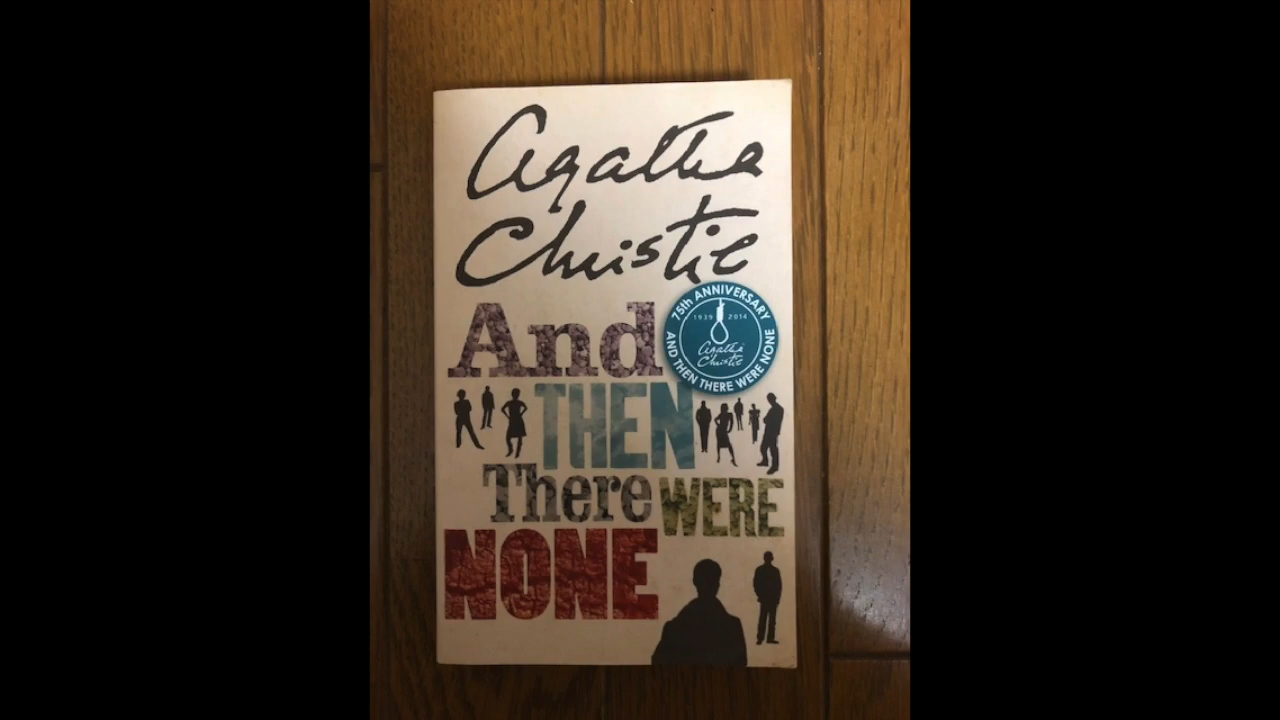 Agatha
Christie
And
75th ANNIVERSARY
1939 2014
Agatha
Christie
AND THEN THERE WERE NONE
THEN
There WERE
NONE